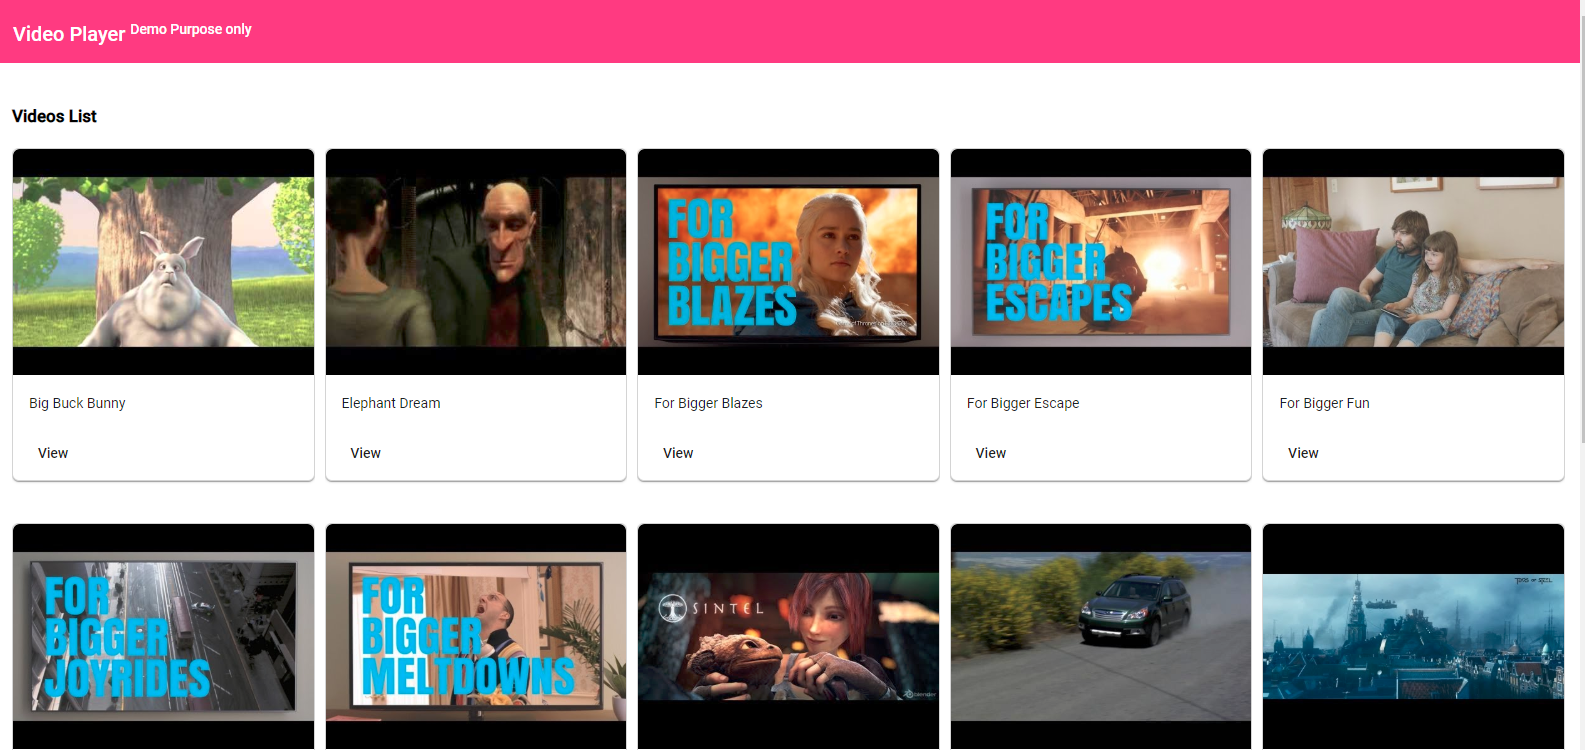 Video Player Demo Purpose only
Videos List
FOR
BIGGER
BLAZES
FOR
BIGGER
ESCAPES
Big Buck Bunny
Elephant Dream
For Bigger Blazes
For Bigger Escape
For Bigger Fun
View
View
View
View
View
FOR
BIGGER
JOYRIDES
FOR
BIGGER
MELTDOWNS
SINTEL
blender
TEARS OF STEEL